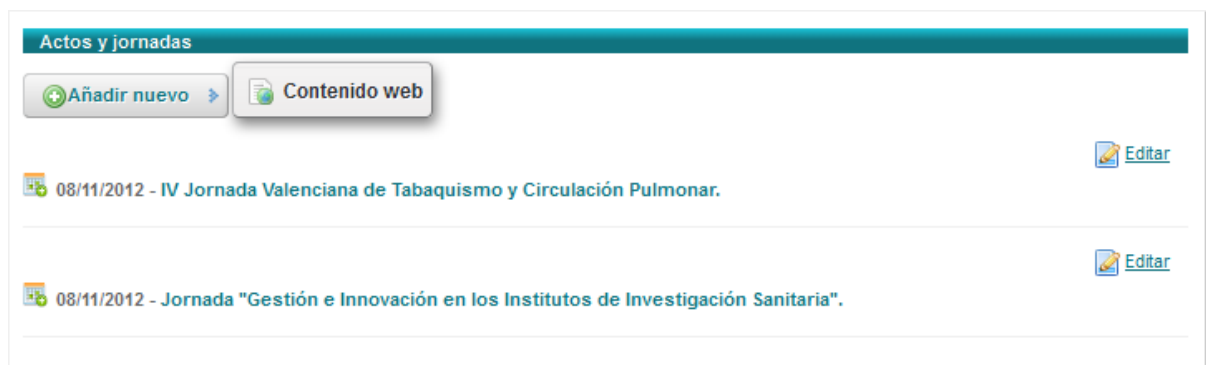 Actos y jornadas
Añadir nuevo
Contenido web
Editar
08/11/2012 - IV Jornada Valenciana de Tabaquismo y Circulación Pulmonar.
Editar
08/11/2012 - Jornada "Gestión e Innovación en los Institutos de Investigación Sanitaria".